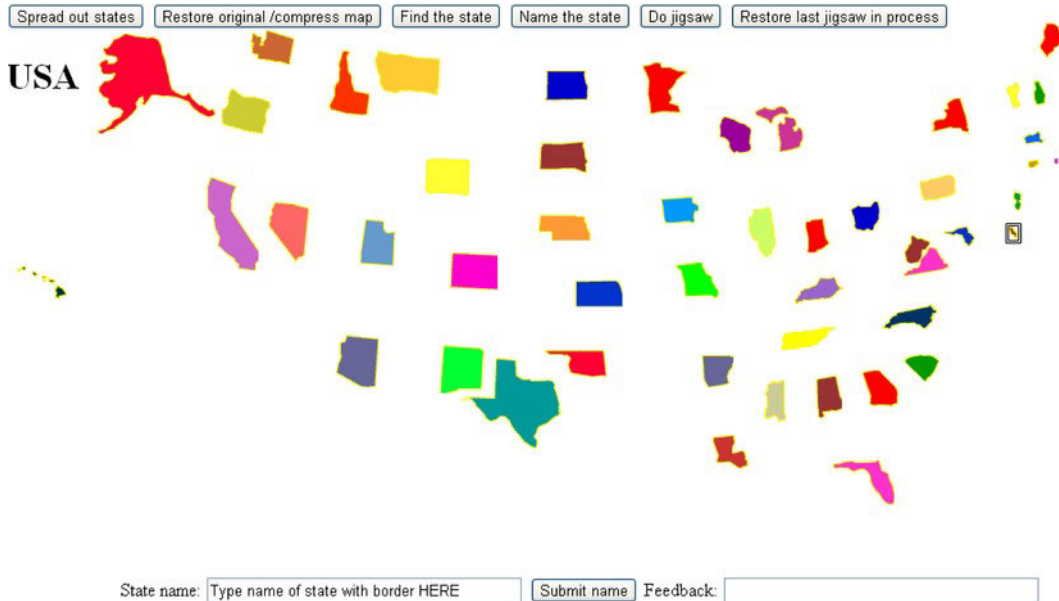 Spread out states Restore original /compress map Find the state Name the state Do jigsaw Restore last jigsaw in process
USA
State name: Type name of state with border HERE Submit name Feedback: